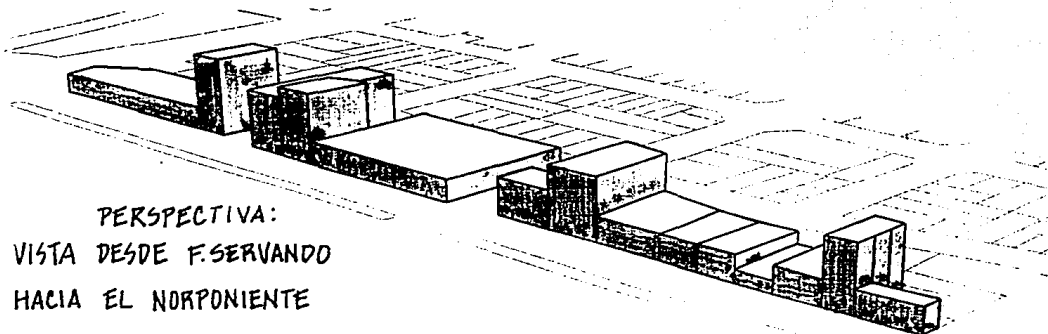 PERSPECTIVA:
VISTA DESDE F.SERVANDO
HACIA EL NORPONIENTE